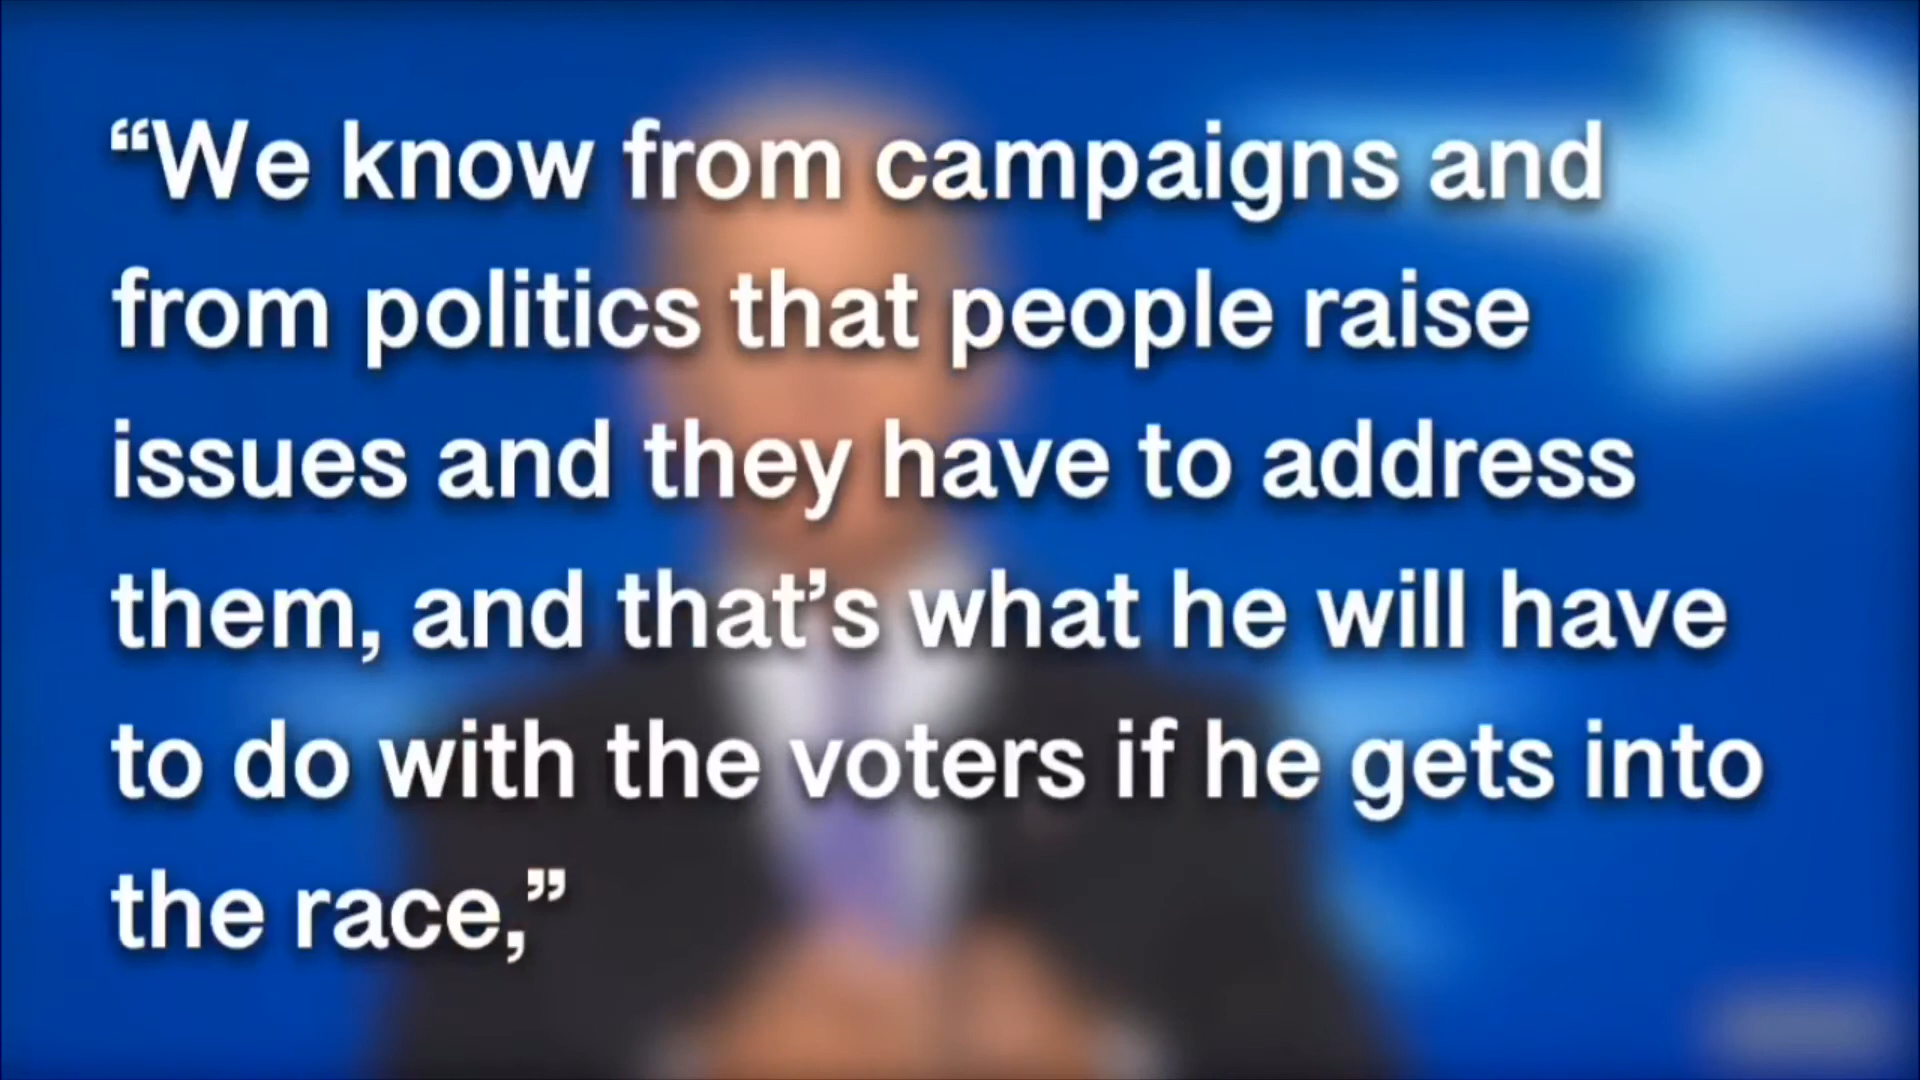 “We know from campaigns and
from politics that people raise
issues and they have to address
them, and that’s what he will have
to do with the voters if he gets into
the race,”